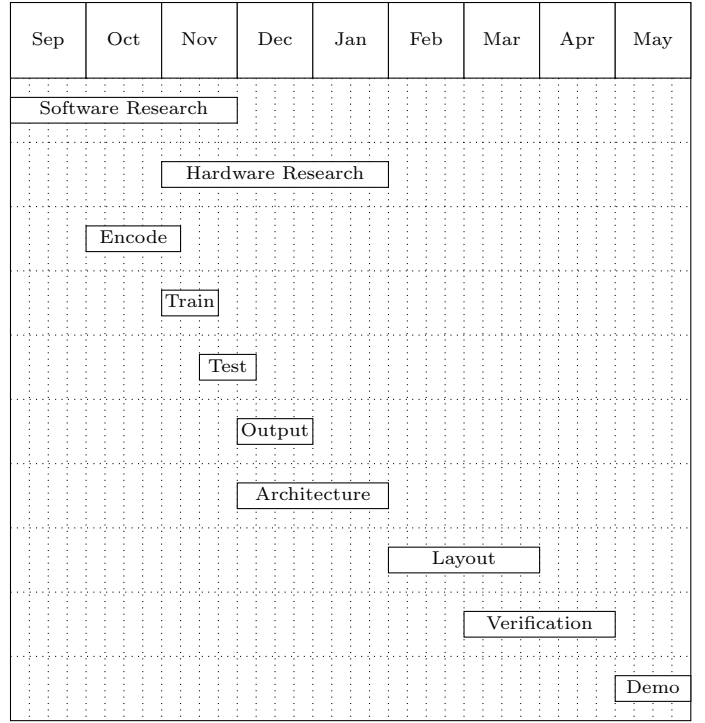 Sep Oct Nov Dec Jan Feb Mar Apr May
Software Research
Hardware Research
Encode
Train
Test
Output
Architecture
Layout
Verification
Demo